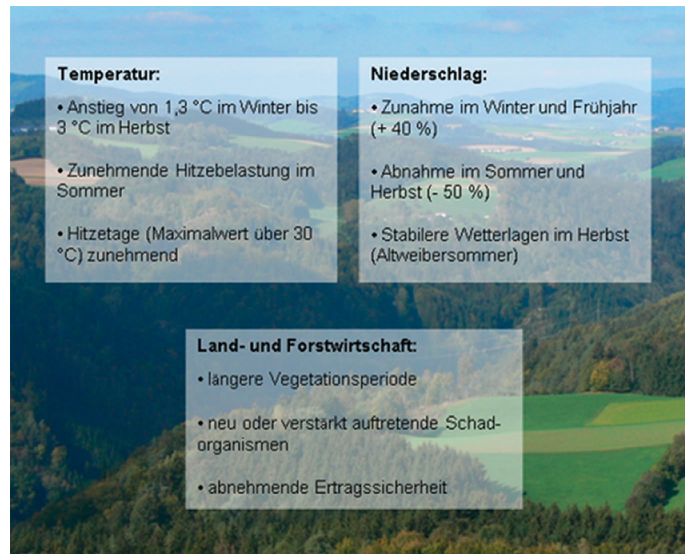 Temperatur:
• Anstieg von 1,3 °C im Winter bis
3 °C im Herbst
• Zunehmende Hitzebelastung im
Sommer
• Hitzetage (Maximalwert über 30
°C) zunehmend
Niederschlag:
• Zunahme im Winter und Frühjahr
(+ 40 %)
• Abnahme im Sommer und
Herbst (- 50 %)
• Stabilere Wetterlagen im Herbst
(Altweibersommer)
Land- und Forstwirtschaft:
• längere Vegetationsperiode
• neu oder verstärkt auftretende Schad-
organismen
• abnehmende Ertragssicherheit